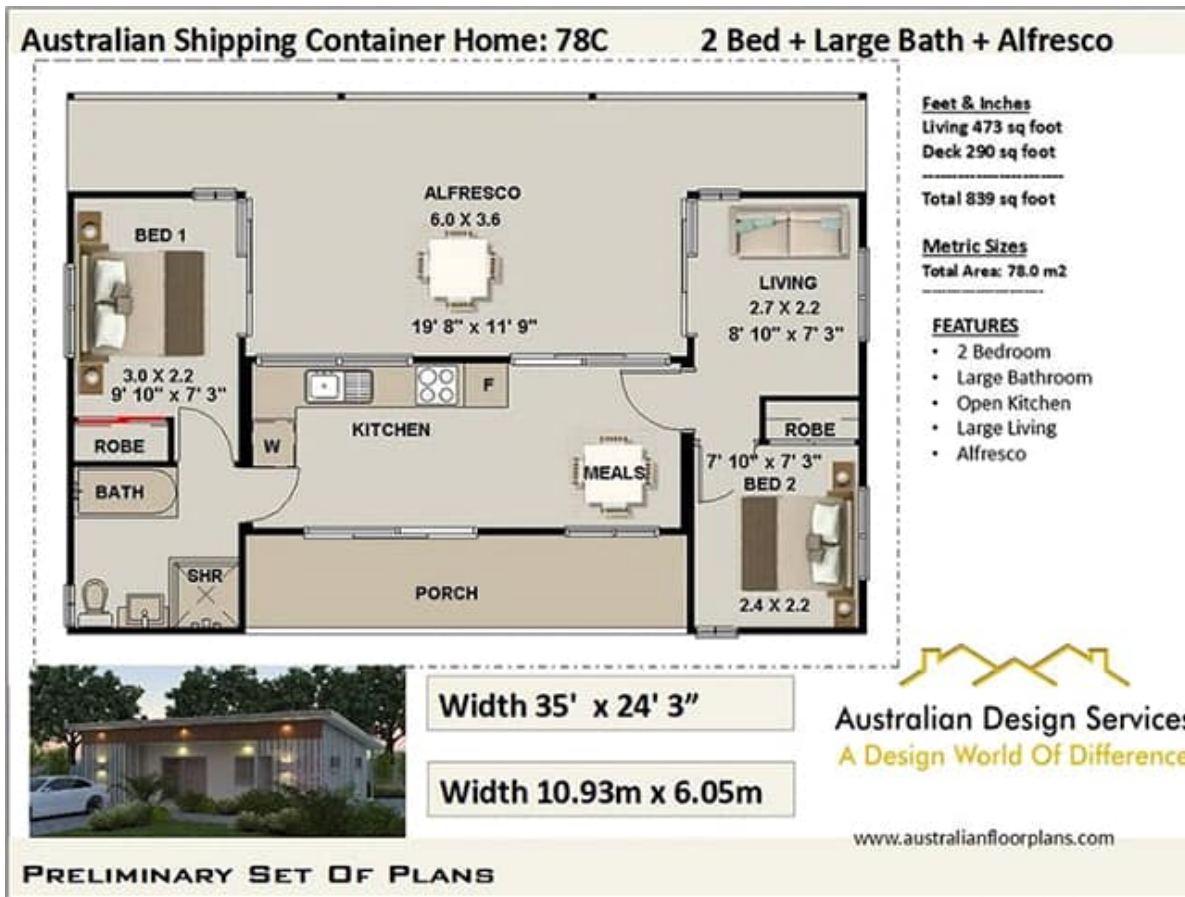 Australian Shipping Container Home: 78C
2 Bed + Large Bath + Alfresco
Feet & Inches
Living 473 sq foot
Deck 290 sq foot
------------------------
Total 839 sq foot
Metric Sizes
Total Area: 78.0 m2
------------------------
FEATURES
• 2 Bedroom
• Large Bathroom
• Open Kitchen
• Large Living
• Alfresco
ALFRESCO
6.0 X 3.6
19' 8" x 11' 9"
BED 1
3.0 X 2.2
9' 10" x 7' 3"
LIVING
2.7 X 2.2
8' 10" x 7' 3"
ROBE
BATH
W
KITCHEN
F
MEALS
ROBE
7' 10" x 7' 3"
BED 2
2.4 X 2.2
SHR
PORCH
Width 35' x 24' 3”
Width 10.93m x 6.05m
Australian Design Services
A Design World Of Difference
www.australianfloorplans.com
PRELIMINARY SET OF PLANS